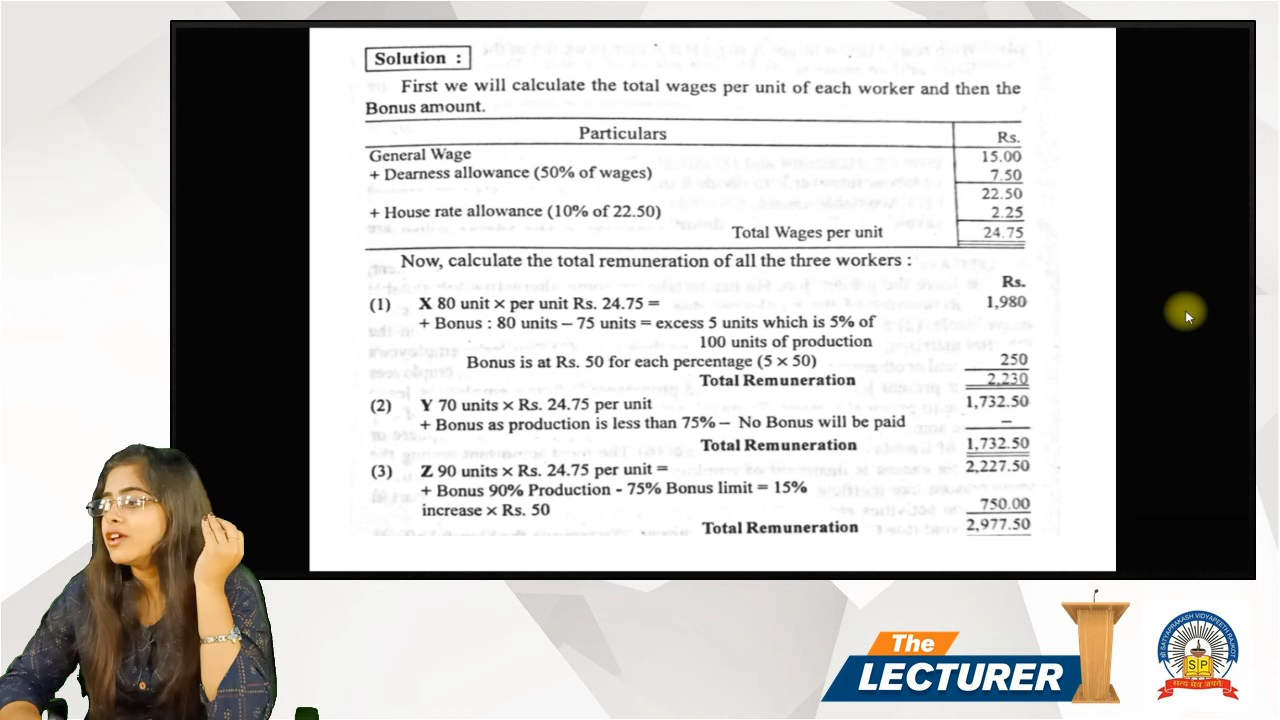 Solution :
First we will calculate the total wages per unit of each worker and then the
Bonus amount.
Particulars Rs.
General Wage 15.00
+ Dearness allowance (50% of wages) 7.50
22.50
+ House rate allowance (10% of 22.50) 2.25
Total Wages per unit 24.75
Now, calculate the total remuneration of all the three workers :
Rs.
(1) X 80 unit × per unit Rs. 24.75 = 1,980
+ Bonus : 80 units – 75 units = excess 5 units which is 5% of
100 units of production
Bonus is at Rs. 50 for each percentage (5 × 50) 250
Total Remuneration 2,230
(2) Y 70 units × Rs. 24.75 per unit 1,732.50
+ Bonus as production is less than 75% – No Bonus will be paid –
Total Remuneration 1,732.50
(3) Z 90 units × Rs. 24.75 per unit = 2,227.50
+ Bonus 90% Production - 75% Bonus limit = 15%
increase × Rs. 50 750.00
Total Remuneration 2,977.50
The
LECTURER
SATYAPRAKASH VIDYAPEETH RAJKOT
SP
सत्य मेव जयते